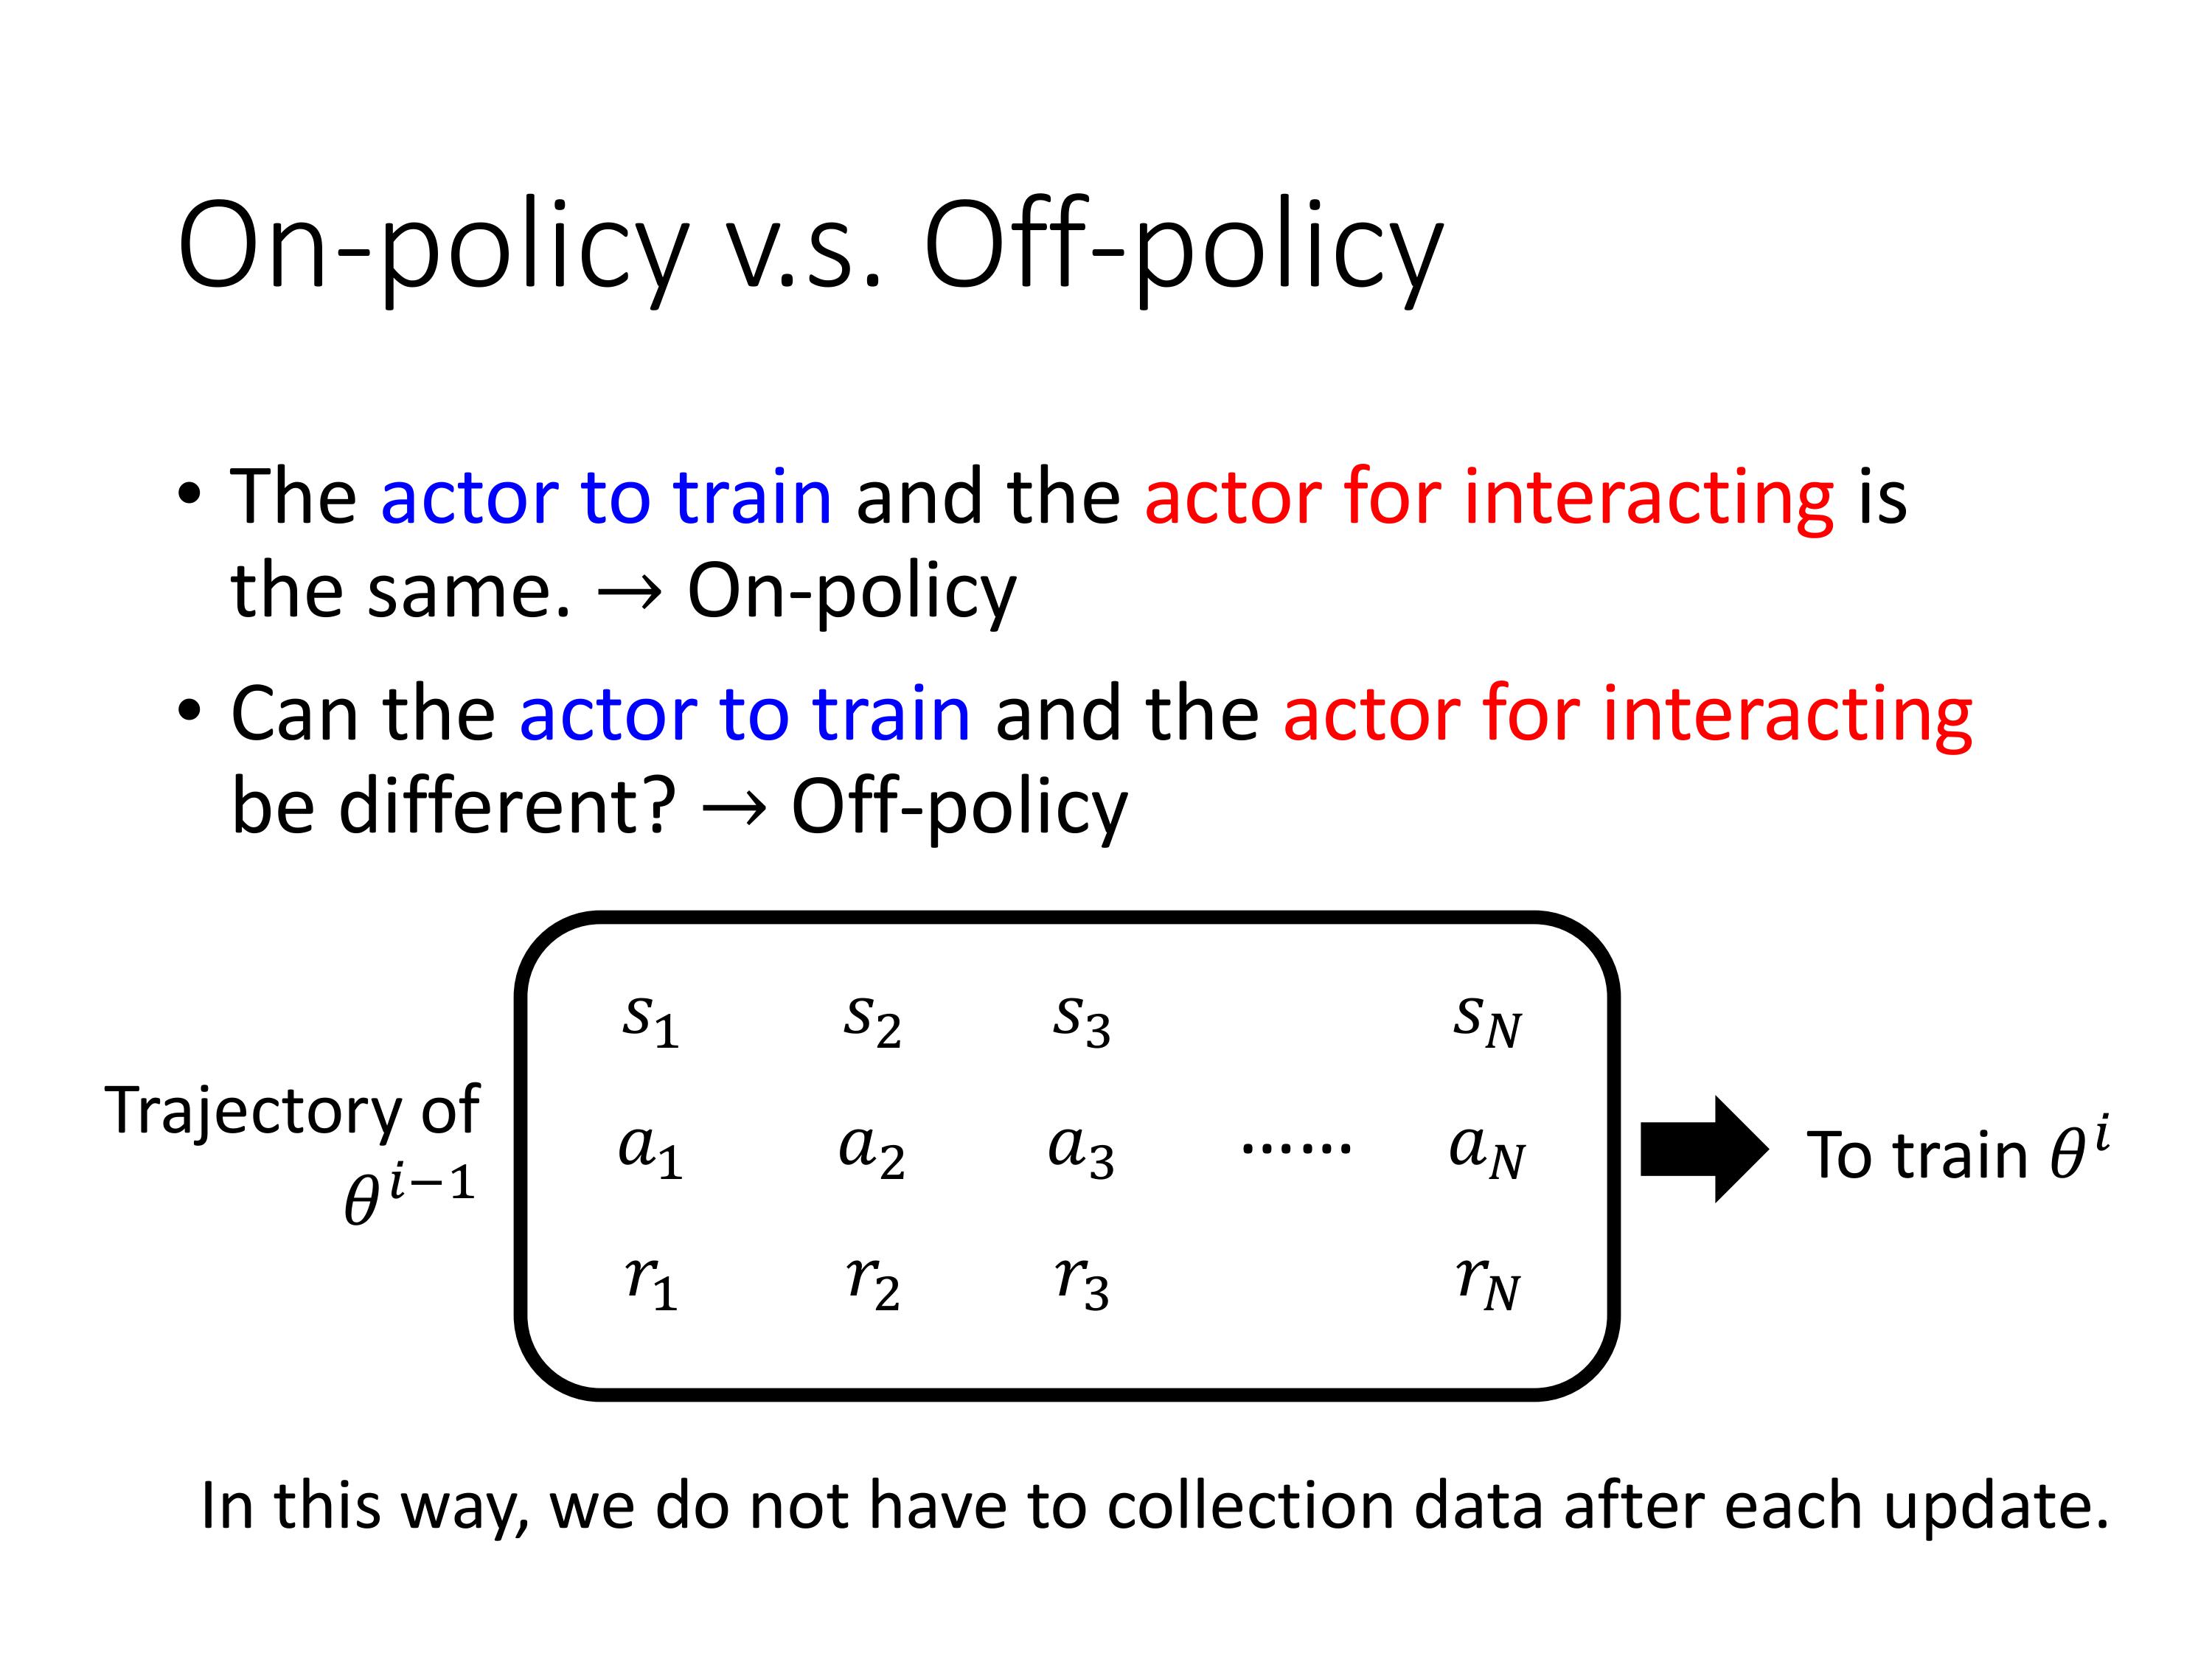 On-policy v.s. Off-policy
• The actor to train and the actor for interacting is
the same. → On-policy
• Can the actor to train and the actor for interacting
be different? → Off-policy
Trajectory of
θ^{i−1}
s_1 s_2 s_3 s_N
a_1 a_2 a_3 …… a_N
r_1 r_2 r_3 r_N
To train θ^i
In this way, we do not have to collection data after each update.